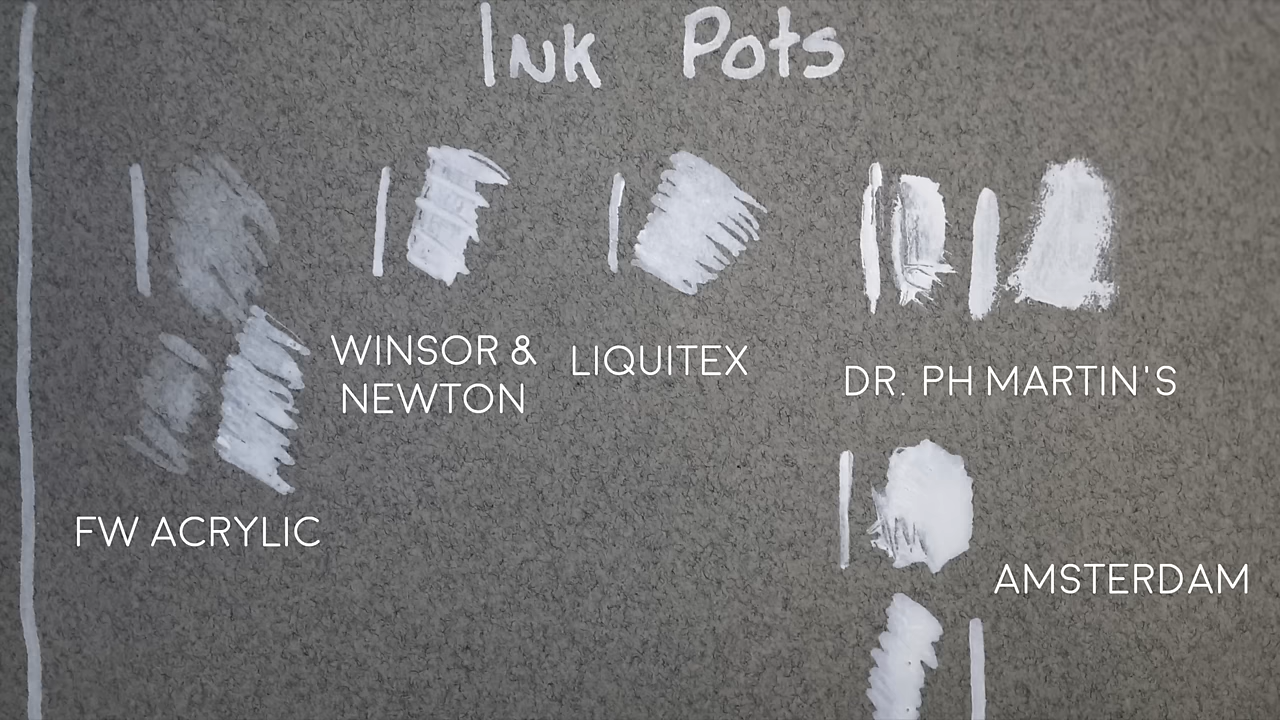 Ink Pots
WINSOR &
NEWTON
LIQUITEX
DR. PH MARTIN'S
FW ACRYLIC
AMSTERDAM